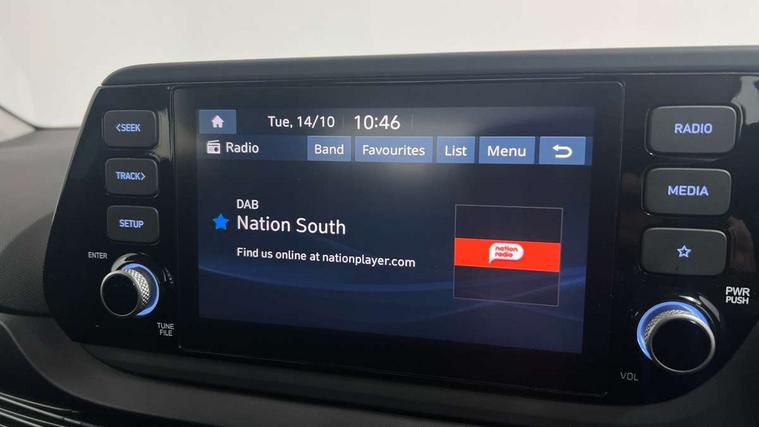 <SEEK
TRACK>
SETUP
ENTER
TUNE
FILE
Tue, 14/10 10:46
Radio Band Favourites List Menu
DAB
Nation South
Find us online at nationplayer.com
nation
radio
RADIO
MEDIA
PWR
PUSH
VOL